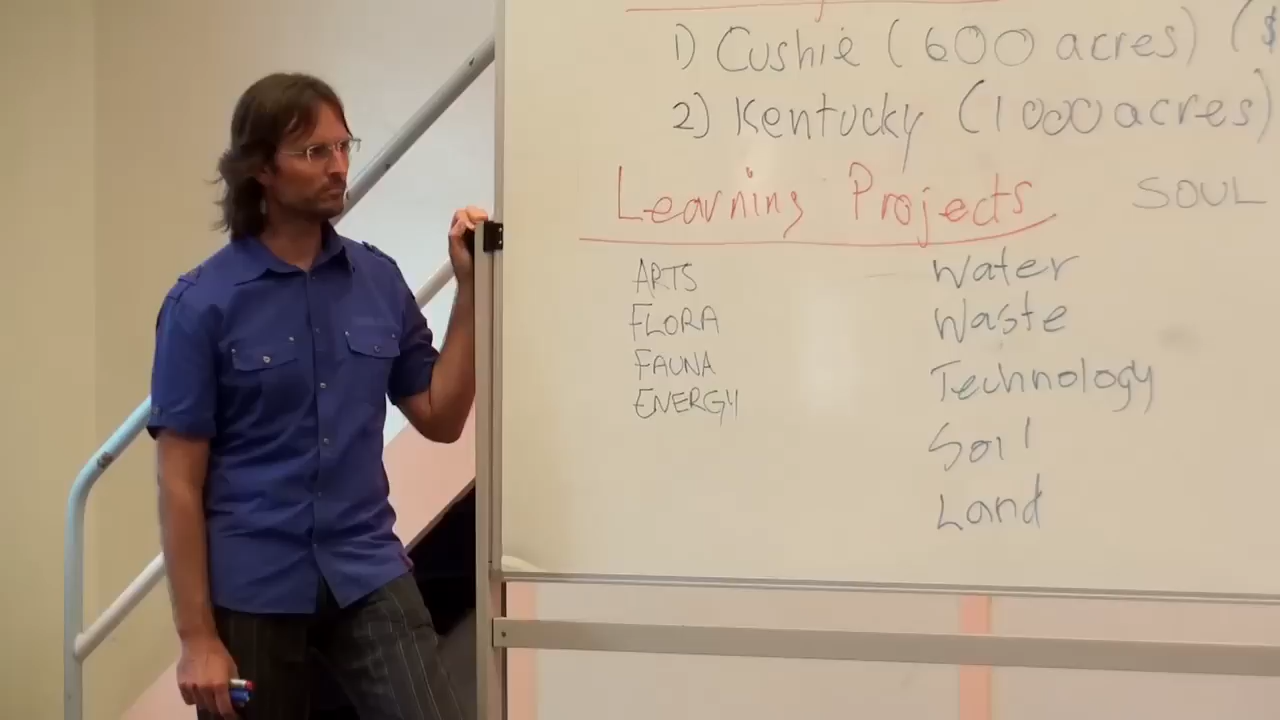 1) Cushie (600 acres) ($
2) Kentucky (1000 acres)
Learning Projects
SOUL
ARTS
FLORA
FAUNA
ENERGY
Water
Waste
Technology
Soil
Land